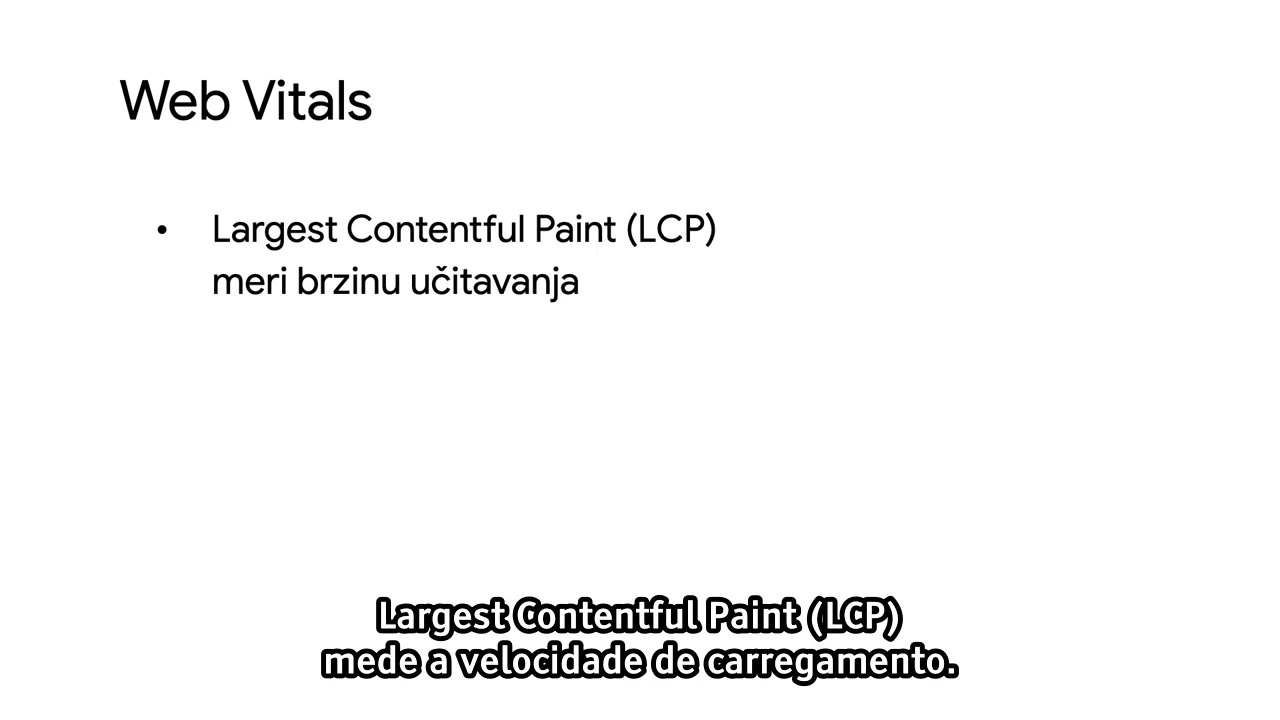 Web Vitals
• Largest Contentful Paint (LCP)
meri brzinu učitavanja
Largest Contentful Paint (LCP)
mede a velocidade de carregamento.